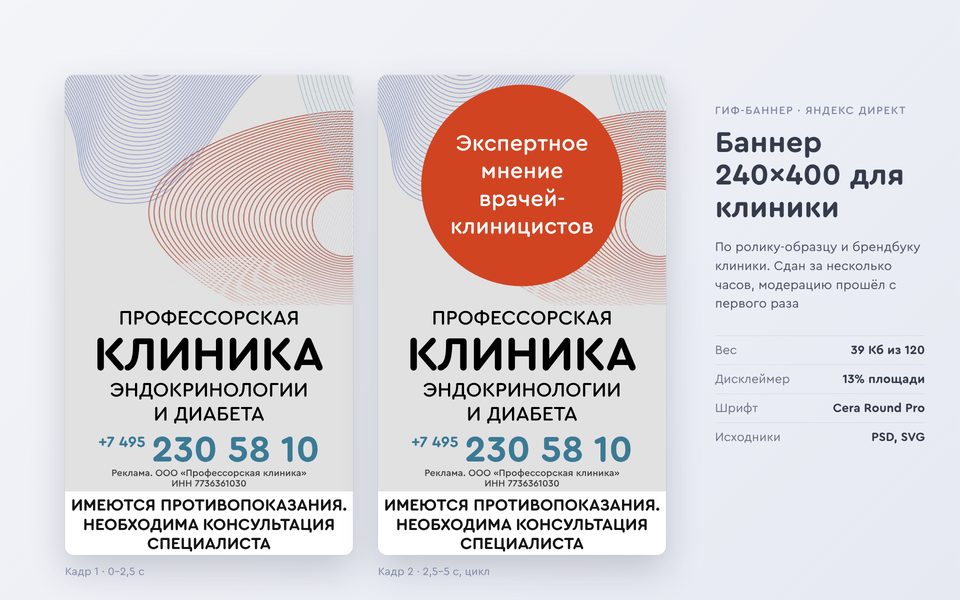 ПРОФЕССОРСКАЯ
КЛИНИКА
ЭНДОКРИНОЛОГИИ
И ДИАБЕТА
+7 495 230 58 10
Реклама. ООО «Профессорская клиника»
ИНН 7736361030
ИМЕЮТСЯ ПРОТИВОПОКАЗАНИЯ.
НЕОБХОДИМА КОНСУЛЬТАЦИЯ
СПЕЦИАЛИСТА
Кадр 1 · 0–2,5 с
Экспертное
мнение
врачей-
клиницистов
ПРОФЕССОРСКАЯ
КЛИНИКА
ЭНДОКРИНОЛОГИИ
И ДИАБЕТА
+7 495 230 58 10
Реклама. ООО «Профессорская клиника»
ИНН 7736361030
ИМЕЮТСЯ ПРОТИВОПОКАЗАНИЯ.
НЕОБХОДИМА КОНСУЛЬТАЦИЯ
СПЕЦИАЛИСТА
Кадр 2 · 2,5–5 с, цикл
ГИФ-БАННЕР · ЯНДЕКС ДИРЕКТ
Баннер
240×400 для
клиники
По ролику-образцу и брендбуку
клиники. Сдан за несколько
часов, модерацию прошёл с
первого раза
Вес 39 Кб из 120
Дисклеймер 13% площади
Шрифт Cera Round Pro
Исходники PSD, SVG